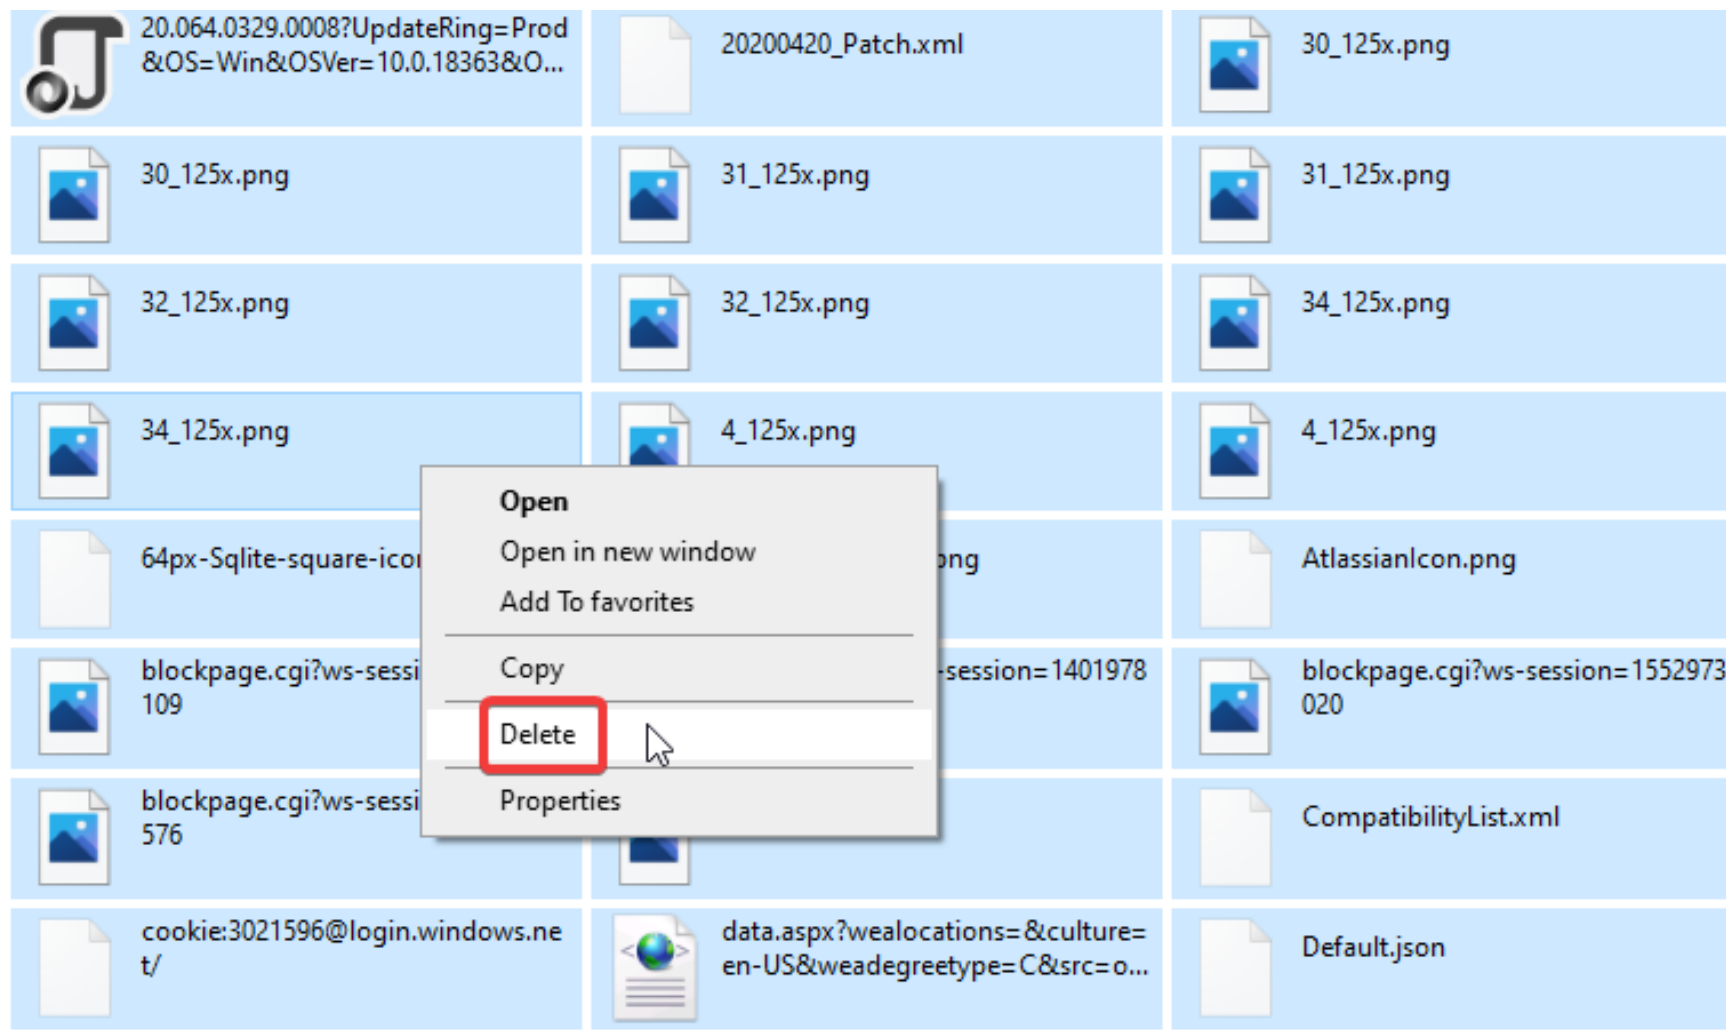 20.064.0329.0008?UpdateRing=Prod
&OS=Win&OSVer=10.0.18363&O...
20200420_Patch.xml
30_125x.png
30_125x.png
31_125x.png
31_125x.png
32_125x.png
32_125x.png
34_125x.png
34_125x.png
4_125x.png
4_125x.png
64px-Sqlite-square-ico
png
AtlassianIcon.png
blockpage.cgi?ws-sessi
109
-session=1401978
blockpage.cgi?ws-session=1552973
020
blockpage.cgi?ws-sessi
576
CompatibilityList.xml
cookie:3021596@login.windows.ne
t/
data.aspx?wealocations=&culture=
en-US&weadegreetype=C&src=o...
Default.json
Open
Open in new window
Add To favorites
Copy
Delete
Properties